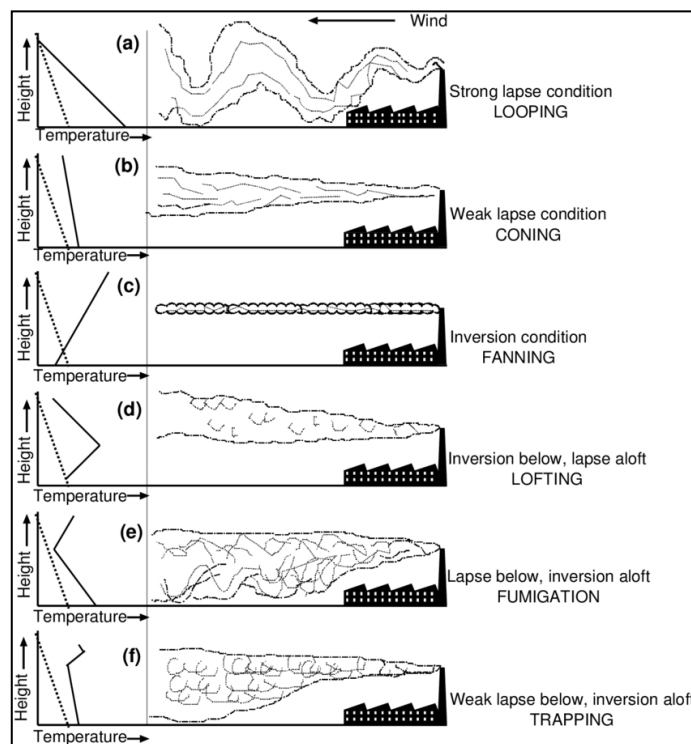 Wind
(a)
Height
Temperature
Strong lapse condition
LOOPING
(b)
Height
Temperature
Weak lapse condition
CONING
(c)
Height
Temperature
Inversion condition
FANNING
(d)
Height
Temperature
Inversion below, lapse aloft
LOFTING
(e)
Height
Temperature
Lapse below, inversion aloft
FUMIGATION
(f)
Height
Temperature
Weak lapse below, inversion aloft
TRAPPING